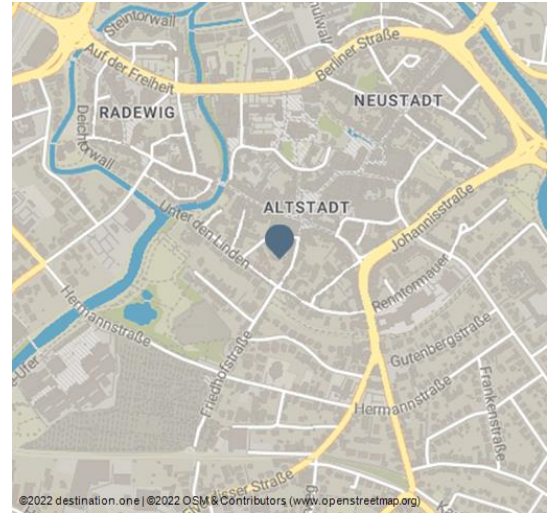 Steintorwall
Auf der Freiheit
Berliner Straße
NEUSTADT
RADEWIG
Deichtorwall
ALTSTADT
Unter den Linden
Johannisstraße
Renntormauer
Hermannstraße
Gutenbergstraße
Friedhofstraße
Hermannstraße
Frankenstraße
©2022 destination.one | ©2022 OSM & Contributors (www.openstreetmap.org)